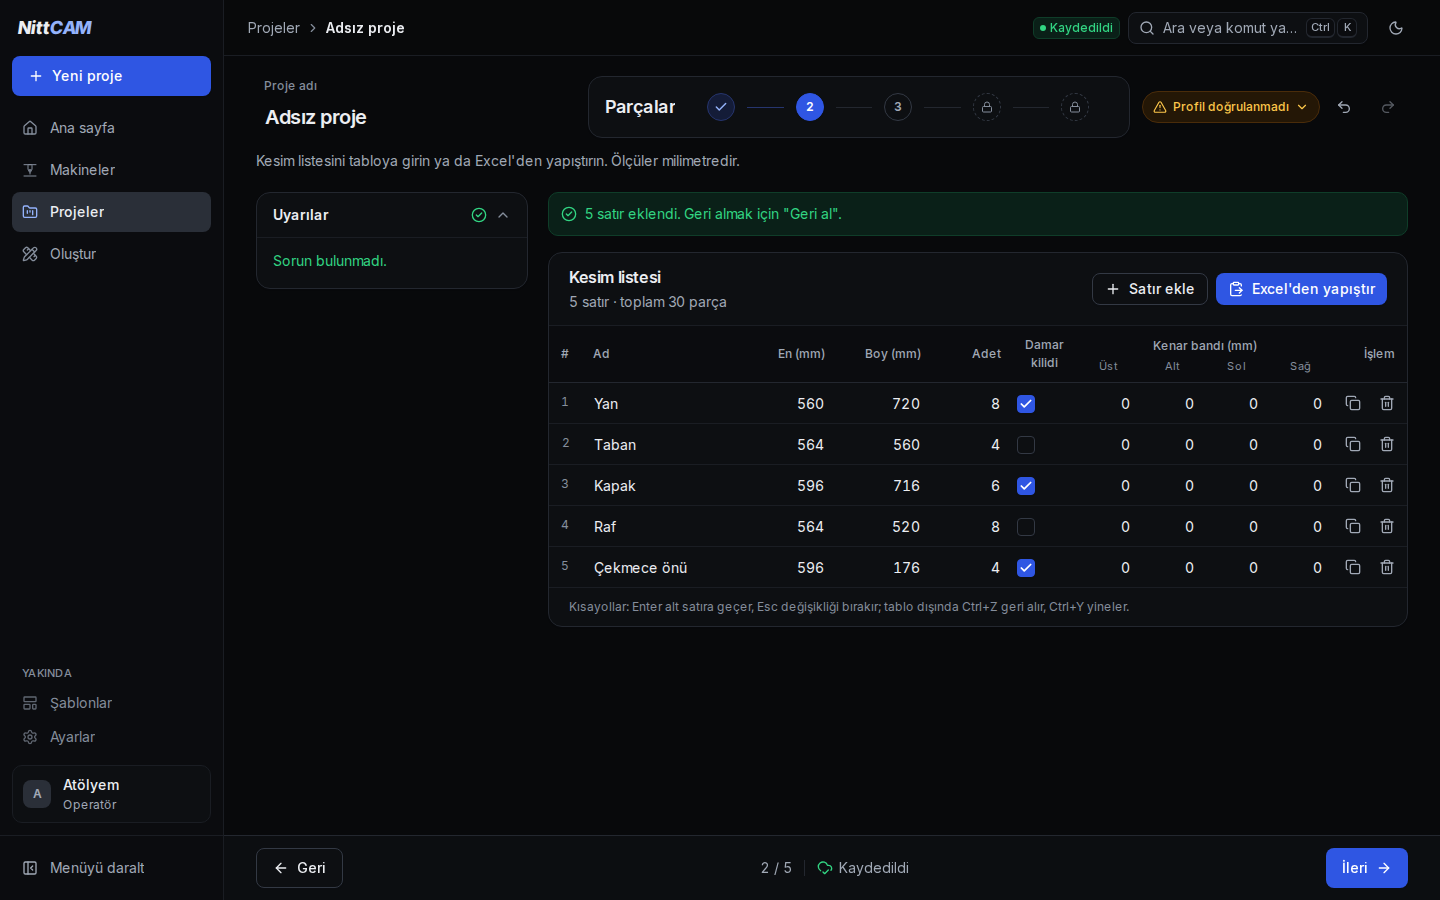 NittCAM
Yeni proje
Ana sayfa
Makineler
Projeler
Oluştur
YAKINDA
Şablonlar
Ayarlar
A
Atölyem
Operatör
Menüyü daralt
Projeler > Adsız proje
Kaydedildi
Ara veya komut ya... Ctrl K
Proje adı
Adsız proje
Parçalar 2 3
Profil doğrulanmadı
Kesim listesini tabloya girin ya da Excel'den yapıştırın. Ölçüler milimetredir.
Uyarılar
Sorun bulunmadı.
5 satır eklendi. Geri almak için "Geri al".
Kesim listesi
5 satır · toplam 30 parça
Satır ekle
Excel'den yapıştır
# Ad En (mm) Boy (mm) Adet Damar kilidi Kenar bandı (mm) İşlem
Üst Alt Sol Sağ
1 Yan 560 720 8 0 0 0 0
2 Taban 564 560 4 0 0 0 0
3 Kapak 596 716 6 0 0 0 0
4 Raf 564 520 8 0 0 0 0
5 Çekmece önü 596 176 4 0 0 0 0
Kısayollar: Enter alt satıra geçer, Esc değişikliği bırakır; tablo dışında Ctrl+Z geri alır, Ctrl+Y yineler.
Geri
2 / 5
Kaydedildi
İleri